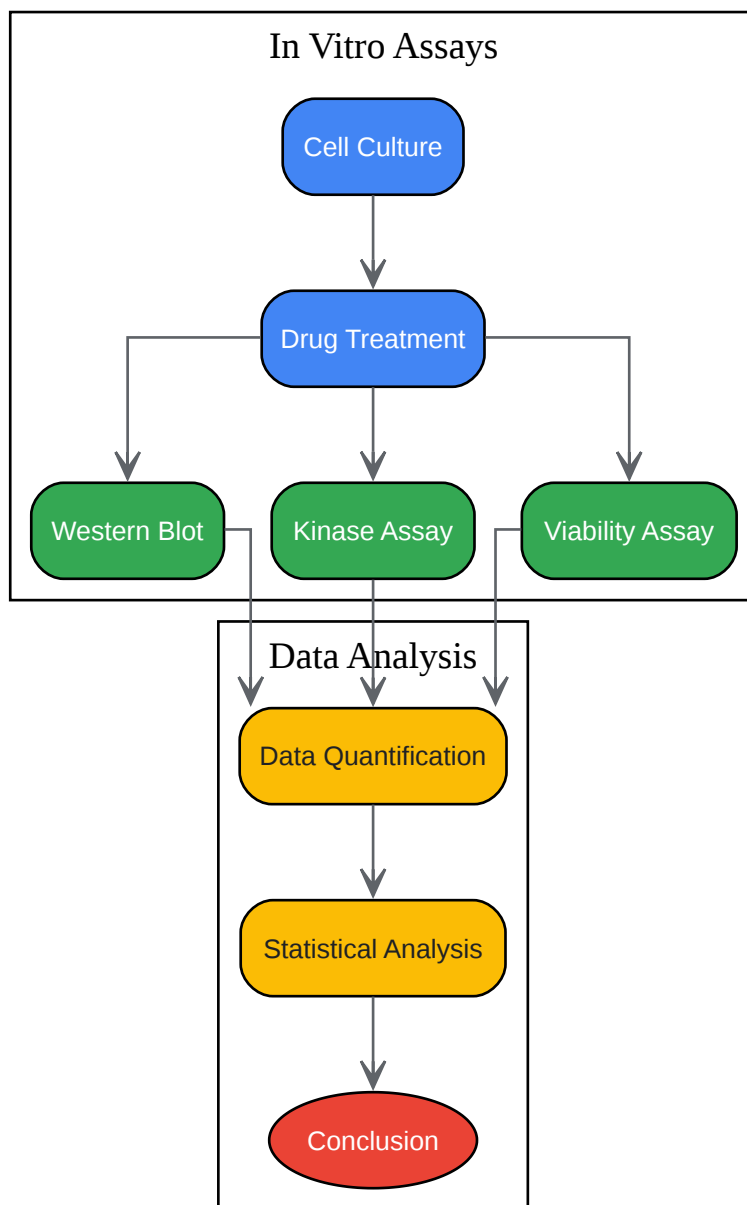 In Vitro Assays
Cell Culture
Drug Treatment
Western Blot
Kinase Assay
Viability Assay
Data Analysis
Data Quantification
Statistical Analysis
Conclusion